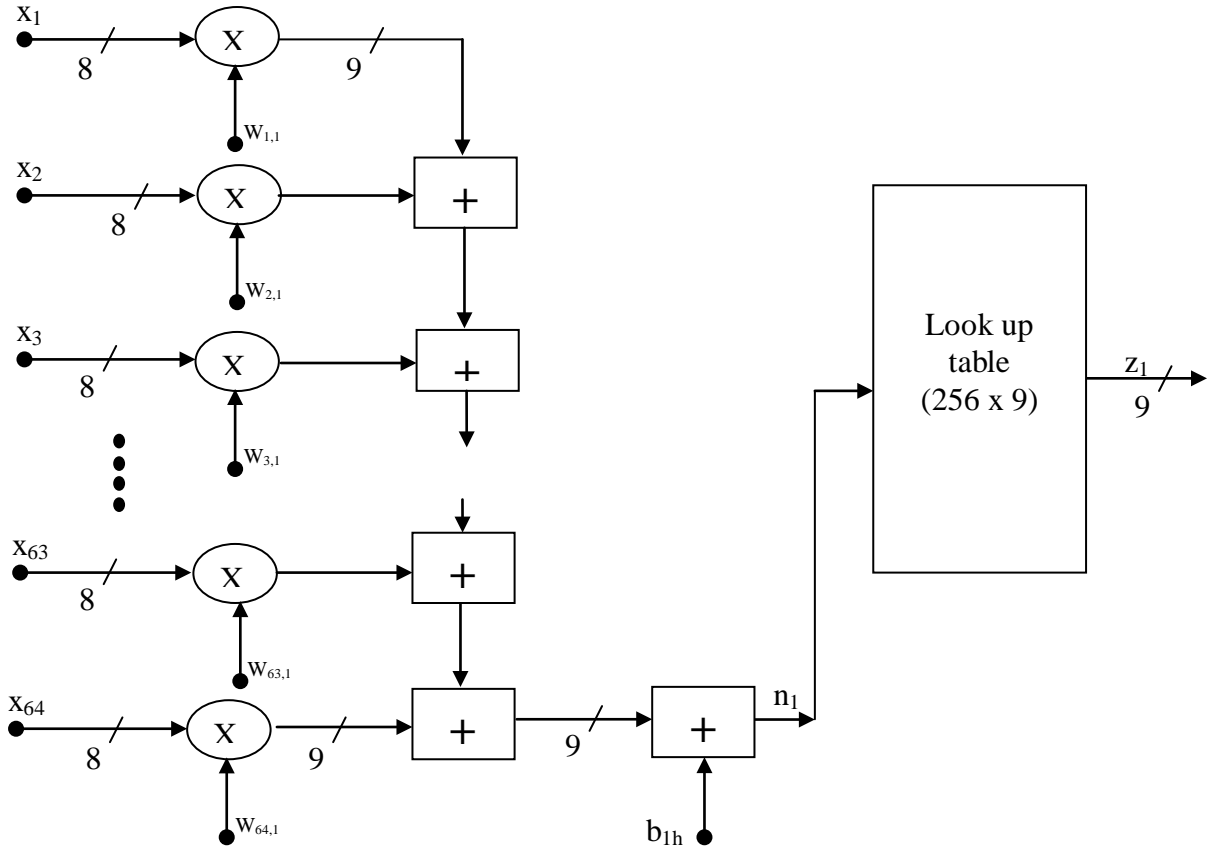 x₁
8
X
9
w₁,₁
x₂
8
X
+
w₂,₁
x₃
8
X
+
w₃,₁
Look up
table
(256 x 9)
z₁
9
x₆₃
8
X
+
w₆₃,₁
x₆₄
8
X
9
+
9
+
n₁
w₆₄,₁
b₁ₕ